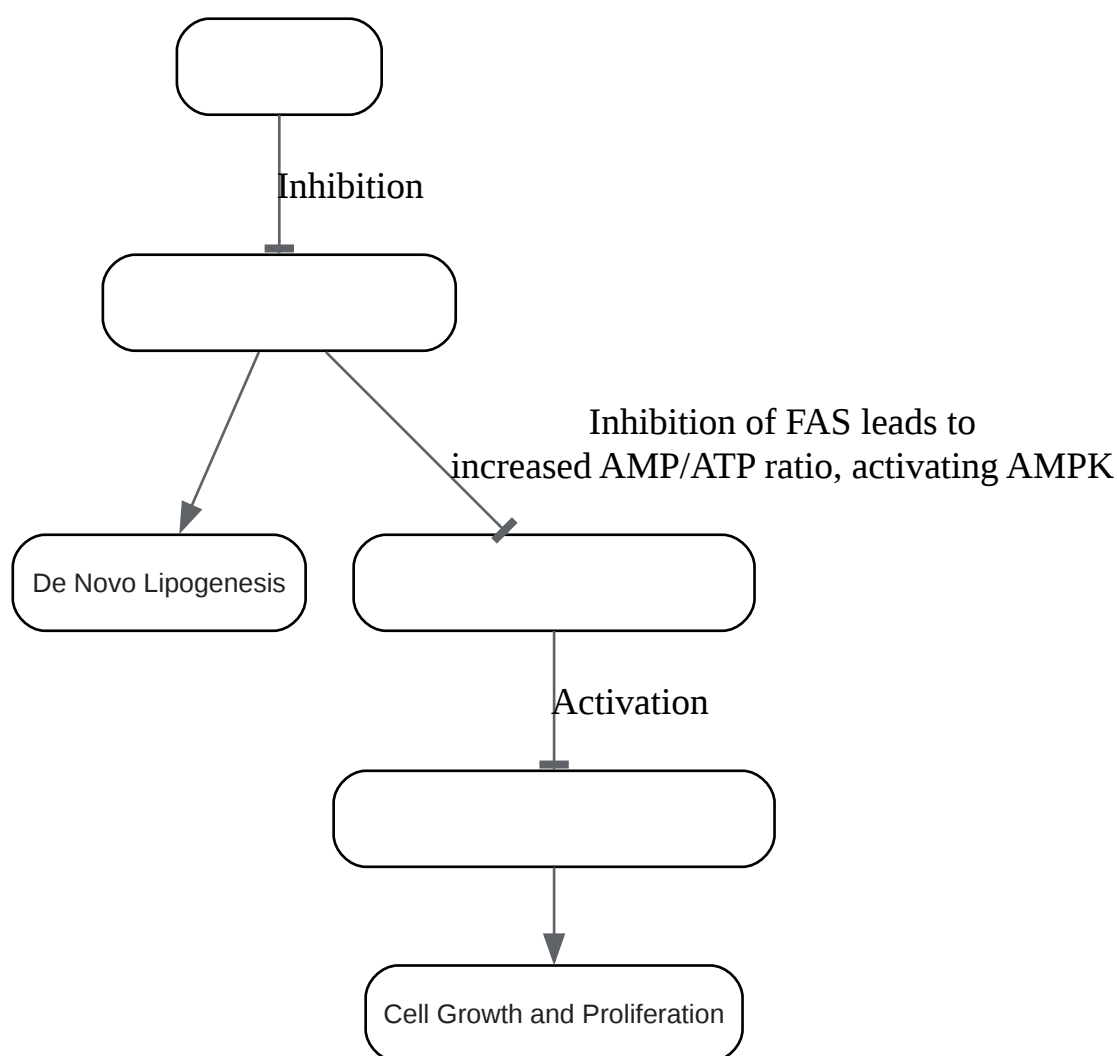 Inhibition
Inhibition of FAS leads to
increased AMP/ATP ratio, activating AMPK
De Novo Lipogenesis
Activation
Cell Growth and Proliferation